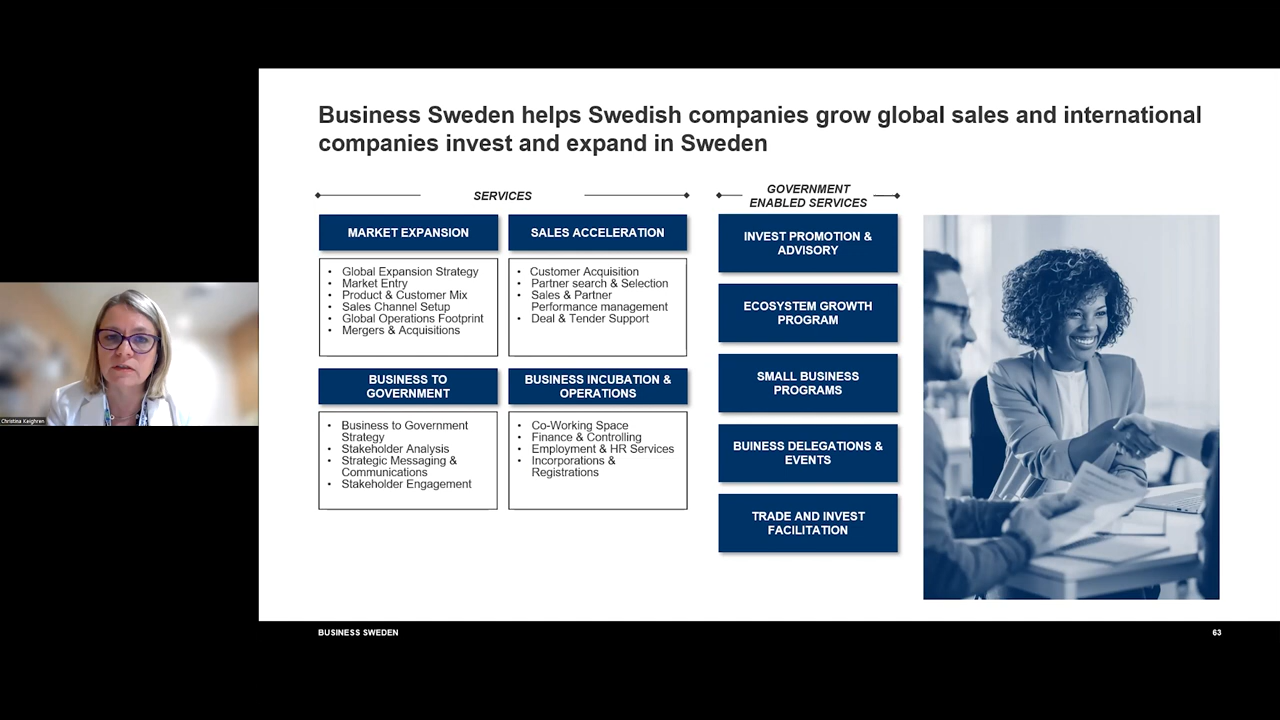 Business Sweden helps Swedish companies grow global sales and international
companies invest and expand in Sweden
SERVICES
MARKET EXPANSION
• Global Expansion Strategy
• Market Entry
• Product & Customer Mix
• Sales Channel Setup
• Global Operations Footprint
• Mergers & Acquisitions
SALES ACCELERATION
• Customer Acquisition
• Partner search & Selection
• Sales & Partner
Performance management
• Deal & Tender Support
BUSINESS TO
GOVERNMENT
• Business to Government
Strategy
• Stakeholder Analysis
• Strategic Messaging &
Communications
• Stakeholder Engagement
BUSINESS INCUBATION &
OPERATIONS
• Co-Working Space
• Finance & Controlling
• Employment & HR Services
• Incorporations &
Registrations
GOVERNMENT
ENABLED SERVICES
INVEST PROMOTION &
ADVISORY
ECOSYSTEM GROWTH
PROGRAM
SMALL BUSINESS
PROGRAMS
BUINESS DELEGATIONS &
EVENTS
TRADE AND INVEST
FACILITATION
Christina Keighren
BUSINESS SWEDEN
63